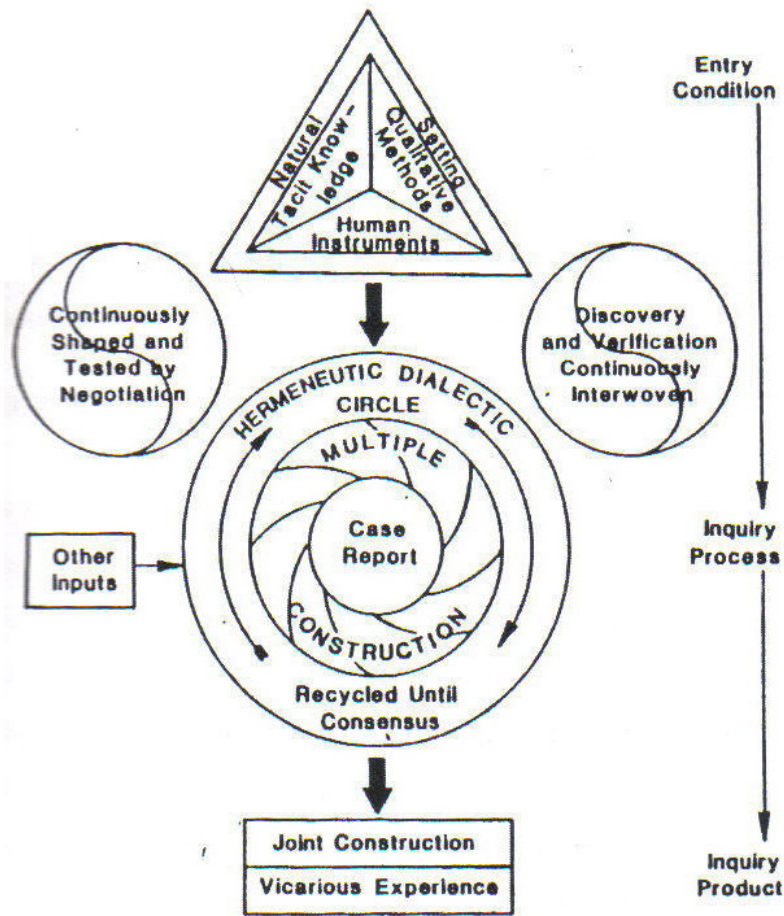 Entry
Condition
Natural
Setting
Tacit Know-
ledge
Qualitative
Methods
Human
Instruments
Continuously
Shaped and
Tested by
Negotiation
Discovery
and Verification
Continuously
Interwoven
HERMENEUTIC DIALECTIC
CIRCLE
MULTIPLE
Case
Report
CONSTRUCTION
Recycled Until
Consensus
Other
Inputs
Inquiry
Process
Joint Construction
Vicarious Experience
Inquiry
Product